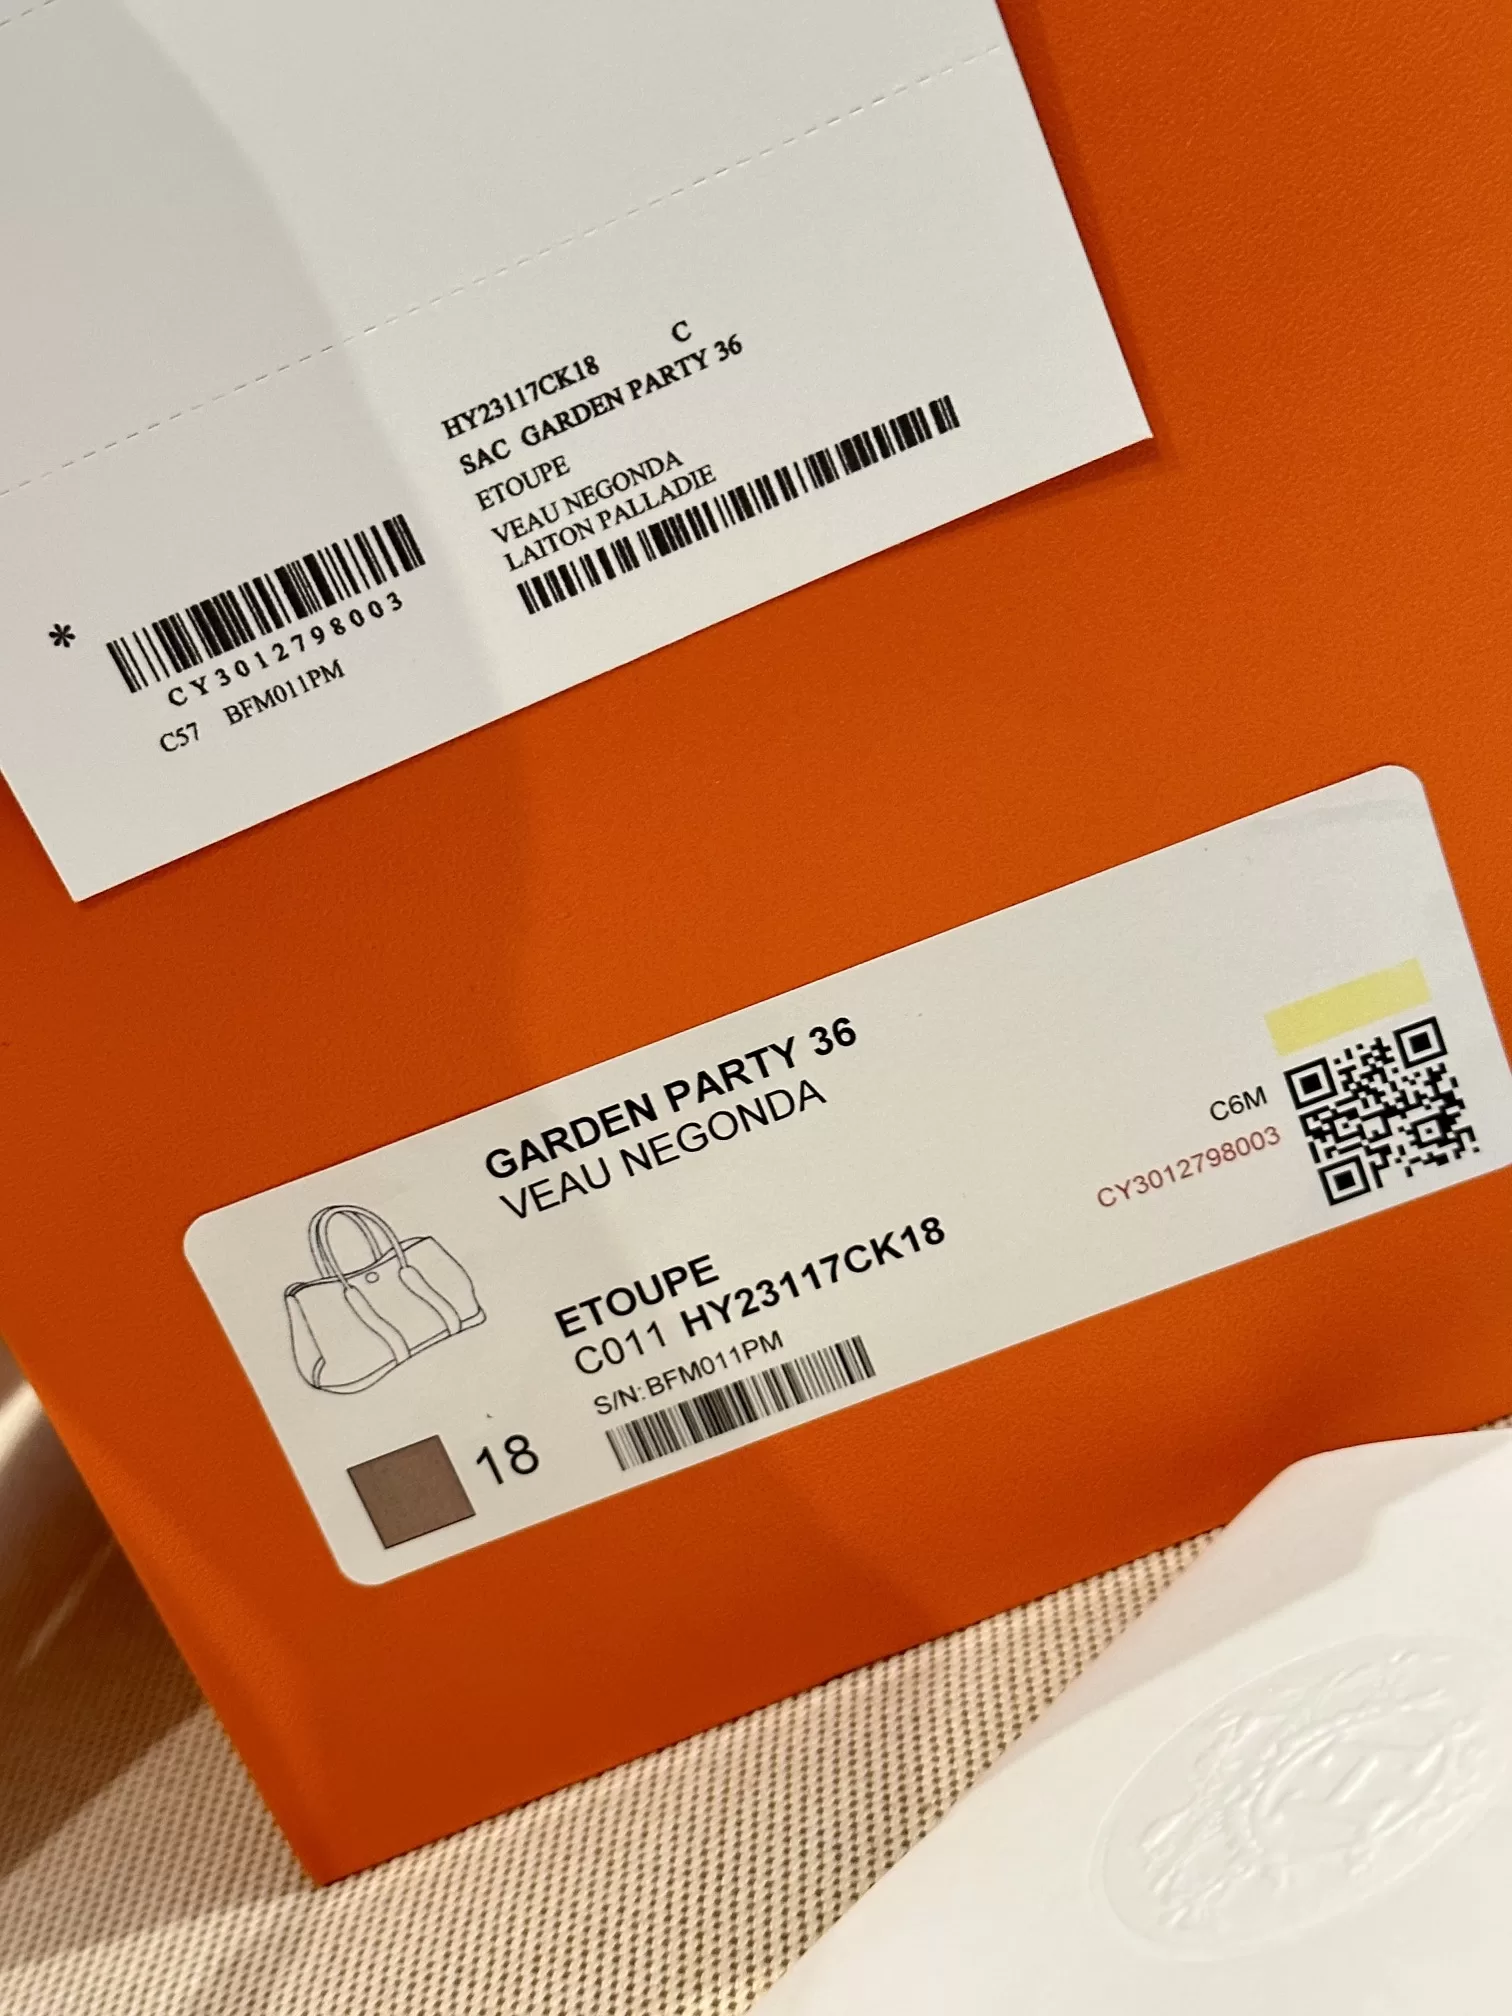 HY23117CK18 C
SAC GARDEN PARTY 36
ETOUPE
VEAU NEGONDA
LAITON PALLADIE
*
CY3012798003
C57 BFM011PM
GARDEN PARTY 36
VEAU NEGONDA
ETOUPE
C011 HY23117CK18
S/N:BFM011PM
18
C6M
CY3012798003